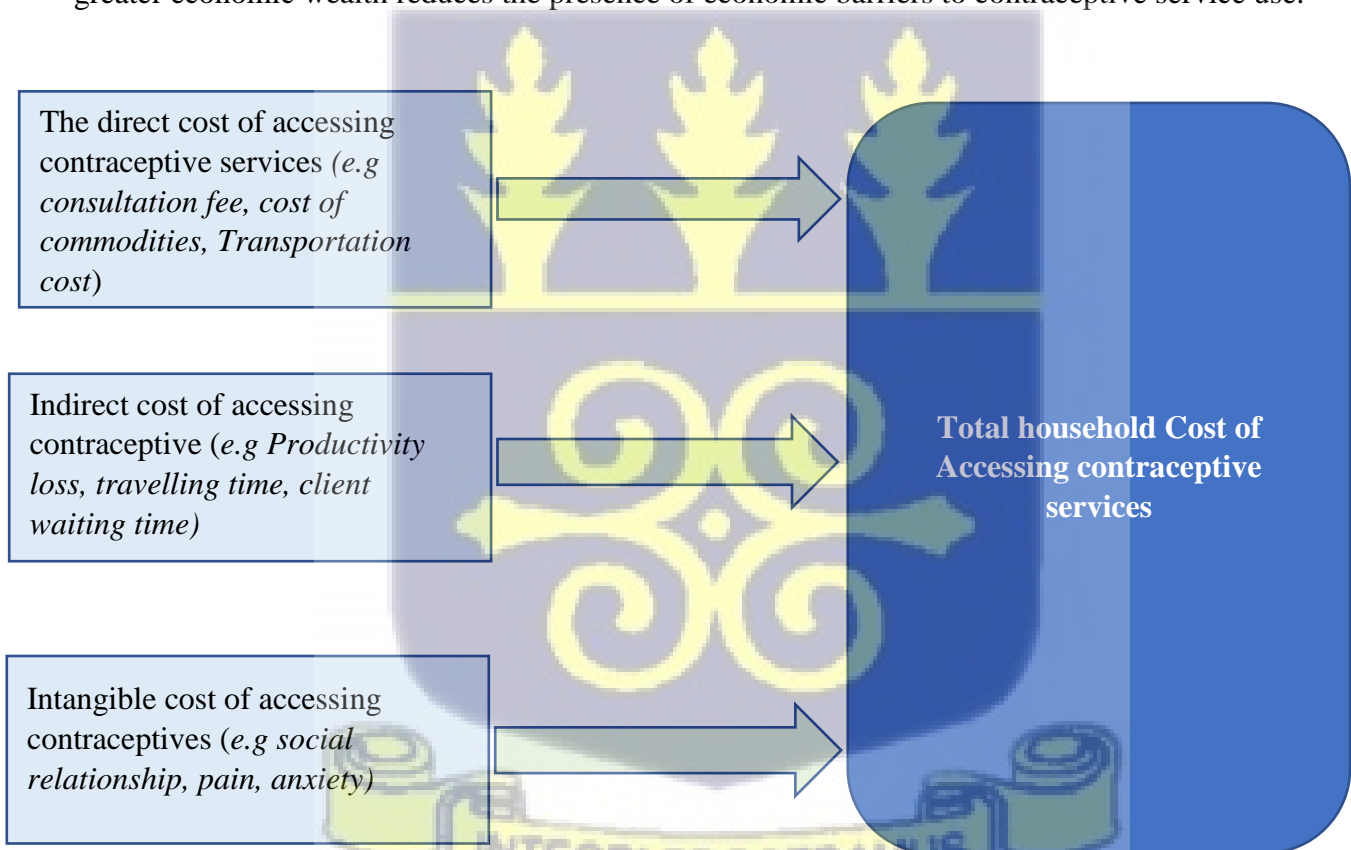 greater economic wealth reduces the presence of economic barriers to contraceptive service use.
The direct cost of accessing
contraceptive services (e.g
consultation fee, cost of
commodities, Transportation
cost)
Indirect cost of accessing
contraceptive (e.g Productivity
loss, travelling time, client
waiting time)
Intangible cost of accessing
contraceptives (e.g social
relationship, pain, anxiety)
Total household Cost of
Accessing contraceptive
services